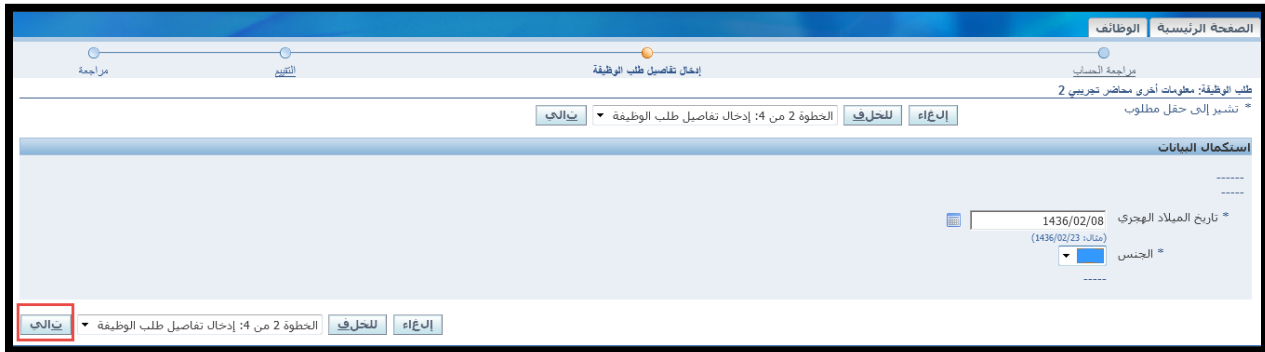 الصفحة الرئيسية الوظائف
مراجعة الحساب إدخال تفاصيل طلب الوظيفة التقييم مراجعة
طلب الوظيفة: معلومات أخرى محاضر تجريبي 2
* تشير إلى حقل مطلوب
إلغاء للخلف الخطوة 2 من 4: إدخال تفاصيل طلب الوظيفة تالي
استكمال البيانات
------
-----
* تاريخ الميلاد الهجري 1436/02/08
(مثال: 1436/02/23)
* الجنس
-----
إلغاء للخلف الخطوة 2 من 4: إدخال تفاصيل طلب الوظيفة تالي